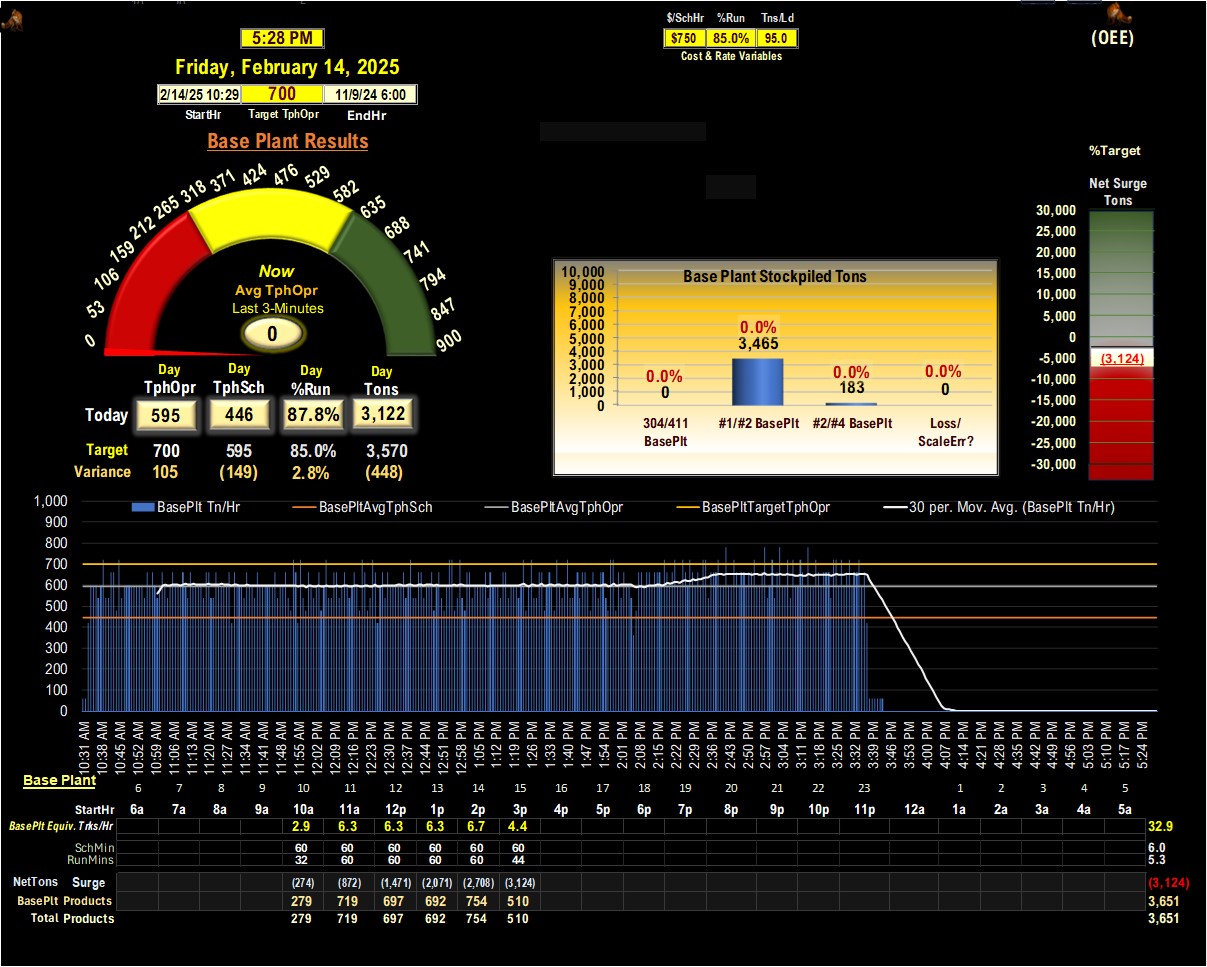 $/SchHr %Run Tns/Ld
5:28 PM
$750 85.0% 95.0
(OEE)
Cost & Rate Variables
Friday, February 14, 2025
2/14/25 10:29 700 11/9/24 6:00
StartHr Target TphOpr EndHr
Base Plant Results
%Target
Net Surge
Tons
0 53 106 159 212 265 318 371 424 476 529 582 635 688 741 794 847 900
Now
Avg TphOpr
Last 3-Minutes
0
30,000
25,000
20,000
15,000
10,000
5,000
0
-5,000
-10,000
-15,000
-20,000
-25,000
-30,000
(3,124)
Base Plant Stockpiled Tons
10,000
9,000
8,000
7,000
6,000
5,000
4,000
3,000
2,000
1,000
0
0.0% 0.0% 0.0% 0.0%
0 3,465 183 0
304/411 #1/#2 BasePlt #2/#4 BasePlt Loss/
BasePlt ScaleErr?
Day Day Day Day
TphOpr TphSch %Run Tons
Today 595 446 87.8% 3,122
Target 700 595 85.0% 3,570
Variance 105 (149) 2.8% (448)
BasePlt Tn/Hr BasePltAvgTphSch BasePltAvgTphOpr BasePltTargetTphOpr 30 per. Mov. Avg. (BasePlt Tn/Hr)
1,000
900
800
700
600
500
400
300
200
100
0
10:31 AM 10:38 AM 10:45 AM 10:52 AM 10:59 AM 11:06 AM 11:13 AM 11:20 AM 11:27 AM 11:34 AM 11:41 AM 11:48 AM 11:55 AM 12:02 PM 12:09 PM 12:16 PM 12:23 PM 12:30 PM 12:37 PM 12:44 PM 12:51 PM 12:58 PM 1:05 PM 1:12 PM 1:19 PM 1:26 PM 1:33 PM 1:40 PM 1:47 PM 1:54 PM 2:01 PM 2:08 PM 2:15 PM 2:22 PM 2:29 PM 2:36 PM 2:43 PM 2:50 PM 2:57 PM 3:04 PM 3:11 PM 3:18 PM 3:25 PM 3:32 PM 3:39 PM 3:46 PM 3:53 PM 4:00 PM 4:07 PM 4:14 PM 4:21 PM 4:28 PM 4:35 PM 4:42 PM 4:49 PM 4:56 PM 5:03 PM 5:10 PM 5:17 PM 5:24 PM
Base Plant
6 7 8 9 10 11 12 13 14 15 16 17 18 19 20 21 22 23 1 2 3 4 5
StartHr 6a 7a 8a 9a 10a 11a 12p 1p 2p 3p 4p 5p 6p 7p 8p 9p 10p 11p 12a 1a 2a 3a 4a 5a
BasePlt Equiv. Trks/Hr 2.9 6.3 6.3 6.3 6.7 4.4 32.9
SchMin 60 60 60 60 60 60 6.0
RunMins 32 60 60 60 60 44 5.3
NetTons Surge (274) (872) (1,471) (2,071) (2,708) (3,124) (3,124)
BasePlt Products 279 719 697 692 754 510 3,651
Total Products 279 719 697 692 754 510 3,651